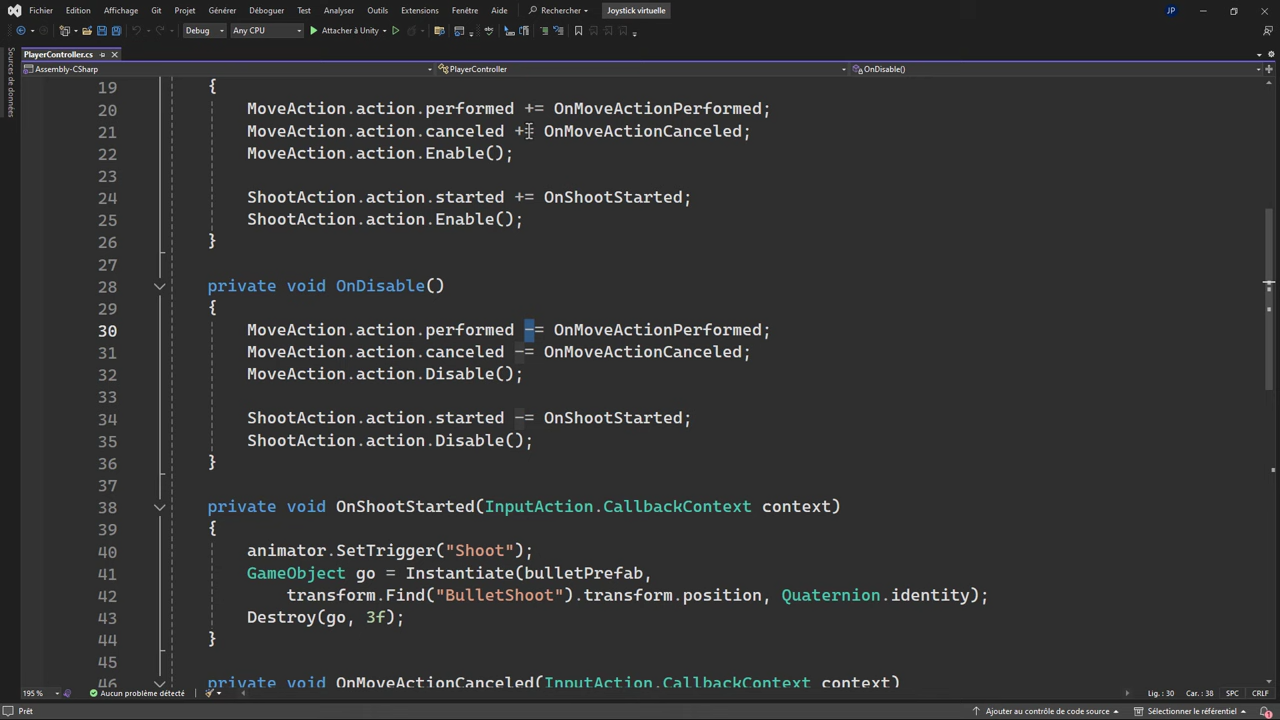 Fichier Edition Affichage Git Projet Générer Déboguer Test Analyser Outils Extensions Fenêtre Aide Rechercher Joystick virtuelle JP
Debug Any CPU Attacher à Unity
PlayerController.cs
Assembly-CSharp PlayerController OnDisable()
Sources de données
19 {
20 MoveAction.action.performed += OnMoveActionPerformed;
21 MoveAction.action.canceled += OnMoveActionCanceled;
22 MoveAction.action.Enable();
23
24 ShootAction.action.started += OnShootStarted;
25 ShootAction.action.Enable();
26 }
27
28 private void OnDisable()
29 {
30 MoveAction.action.performed -= OnMoveActionPerformed;
31 MoveAction.action.canceled -= OnMoveActionCanceled;
32 MoveAction.action.Disable();
33
34 ShootAction.action.started -= OnShootStarted;
35 ShootAction.action.Disable();
36 }
37
38 private void OnShootStarted(InputAction.CallbackContext context)
39 {
40 animator.SetTrigger("Shoot");
41 GameObject go = Instantiate(bulletPrefab,
42 transform.Find("BulletShoot").transform.position, Quaternion.identity);
43 Destroy(go, 3f);
44 }
45
46 private void OnMoveActionCanceled(InputAction.CallbackContext context)
195 % Aucun problème détecté Lig. : 30 Car. : 38 SPC CRLF
Prêt Ajouter au contrôle de code source Sélectionner le référentiel